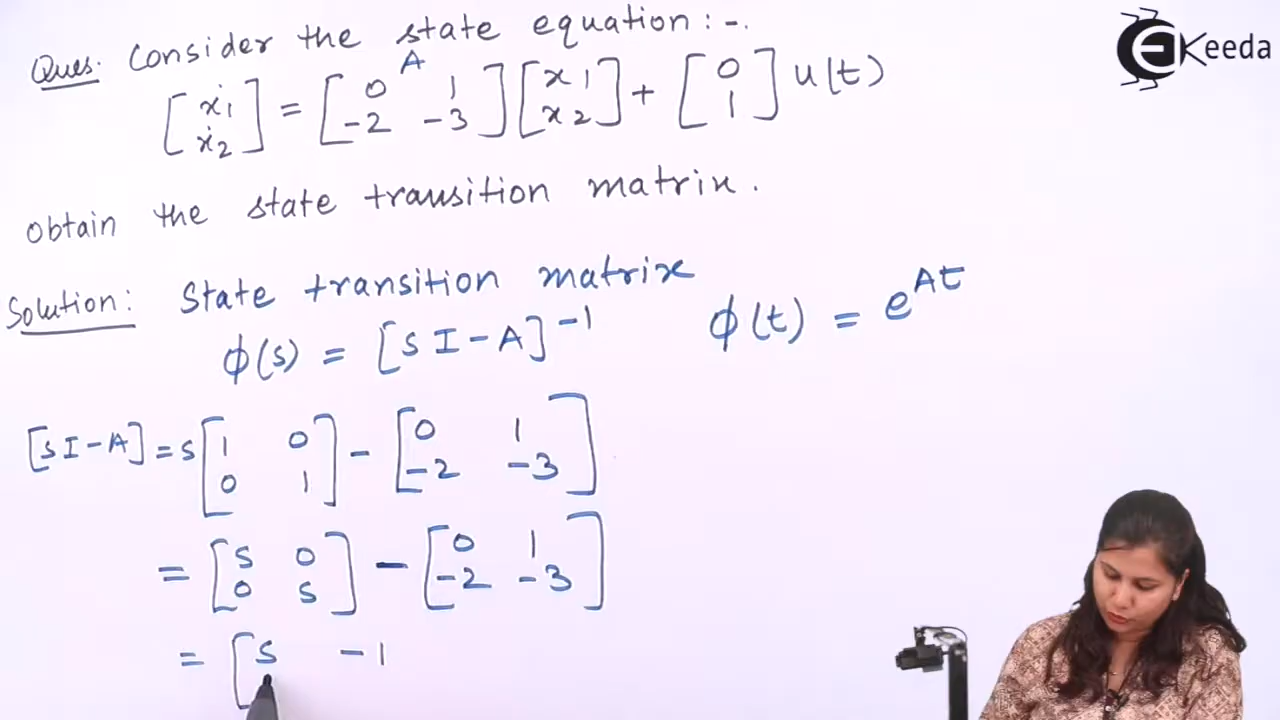 Ques. Consider the state equation :-.
Keeda
A
[ẋ1 ẋ2] = [0 1 -2 -3] [x1 x2] + [0 1] u(t)
obtain the state transition matrix.
Solution: State transition matrix
ϕ(s) = [sI-A]⁻¹ ϕ(t) = e^At
[sI-A] = s[1 0 0 1] - [0 1 -2 -3]
= [s 0 0 s] - [0 1 -2 -3]
= [s -1